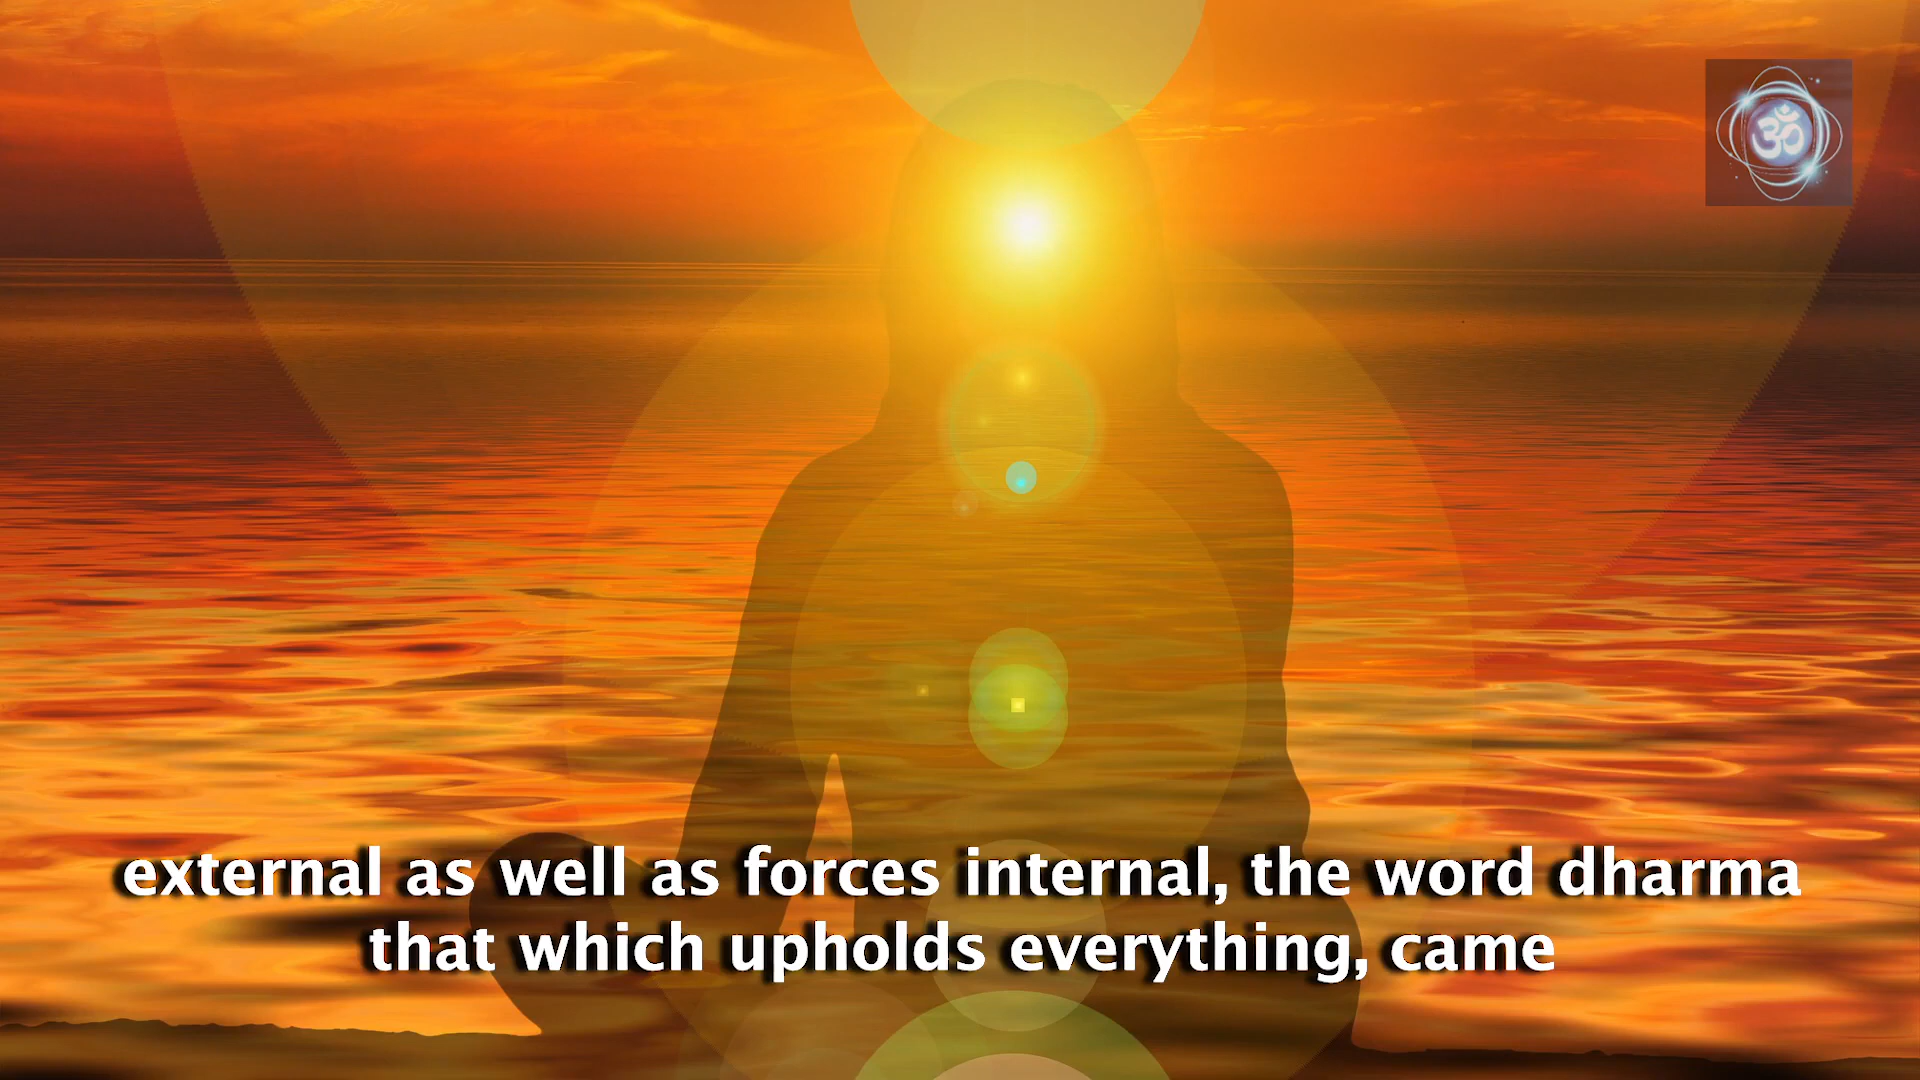 ॐ
external as well as forces internal, the word dharma
that which upholds everything, came